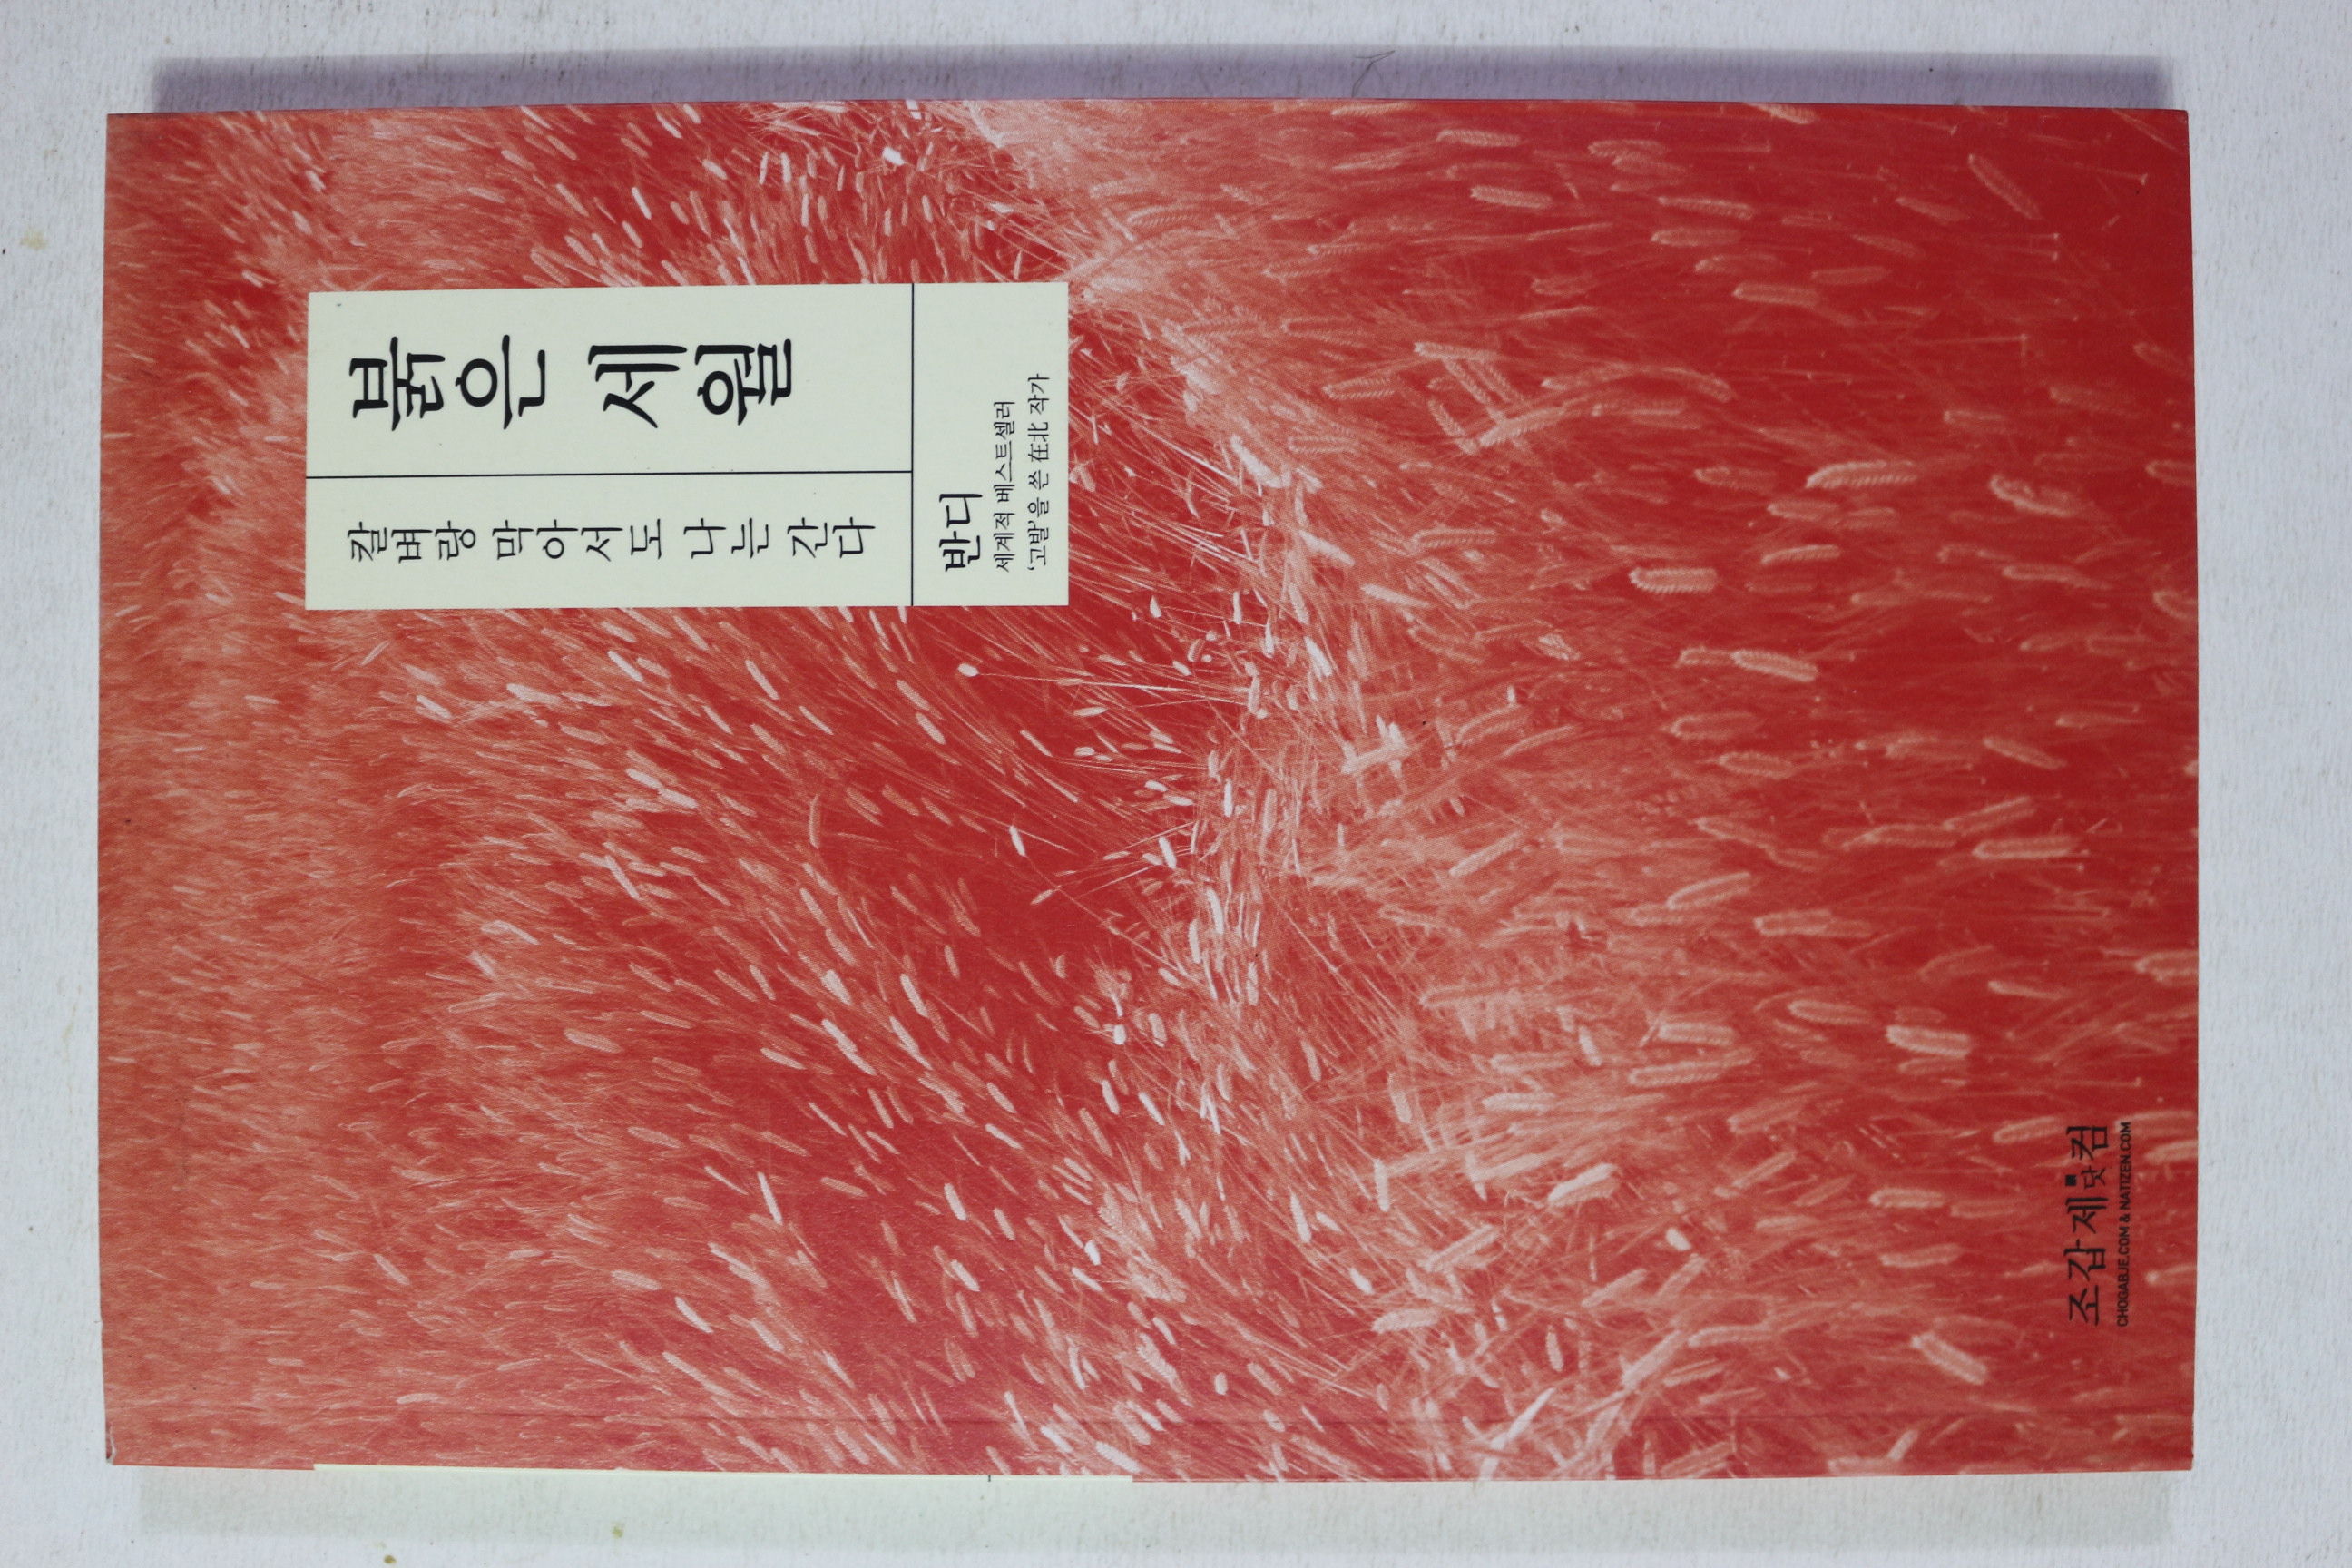 붉은 세월
칼벼랑 막아서도 나는 간다
반디
세계적 베스트셀러
‘고발’을 쓴 在北 작가
조갑제닷컴
CHOGABJE.COM & NATIZEN.COM